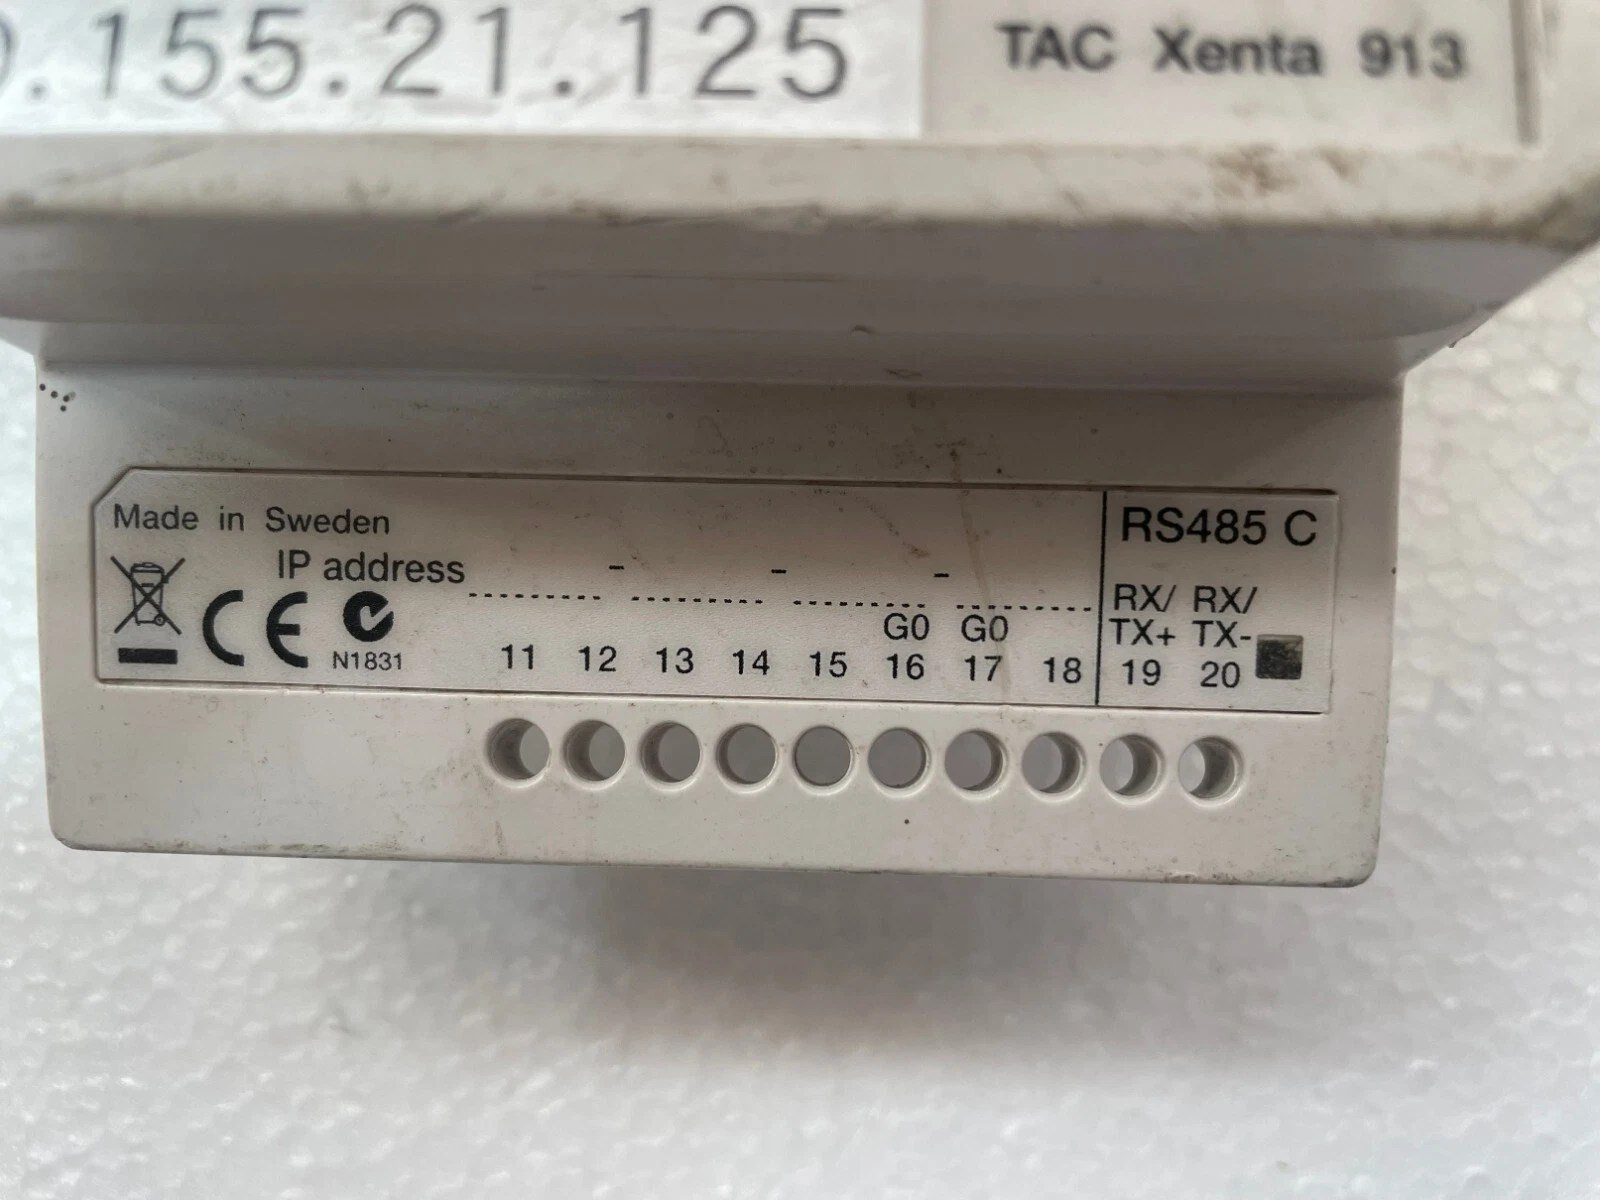 .155.21.125
TAC Xenta 913
Made in Sweden
IP address - - -
CE
N1831
RS485 C
RX/ RX/
TX+ TX-
G0 G0
11 12 13 14 15 16 17 18 19 20